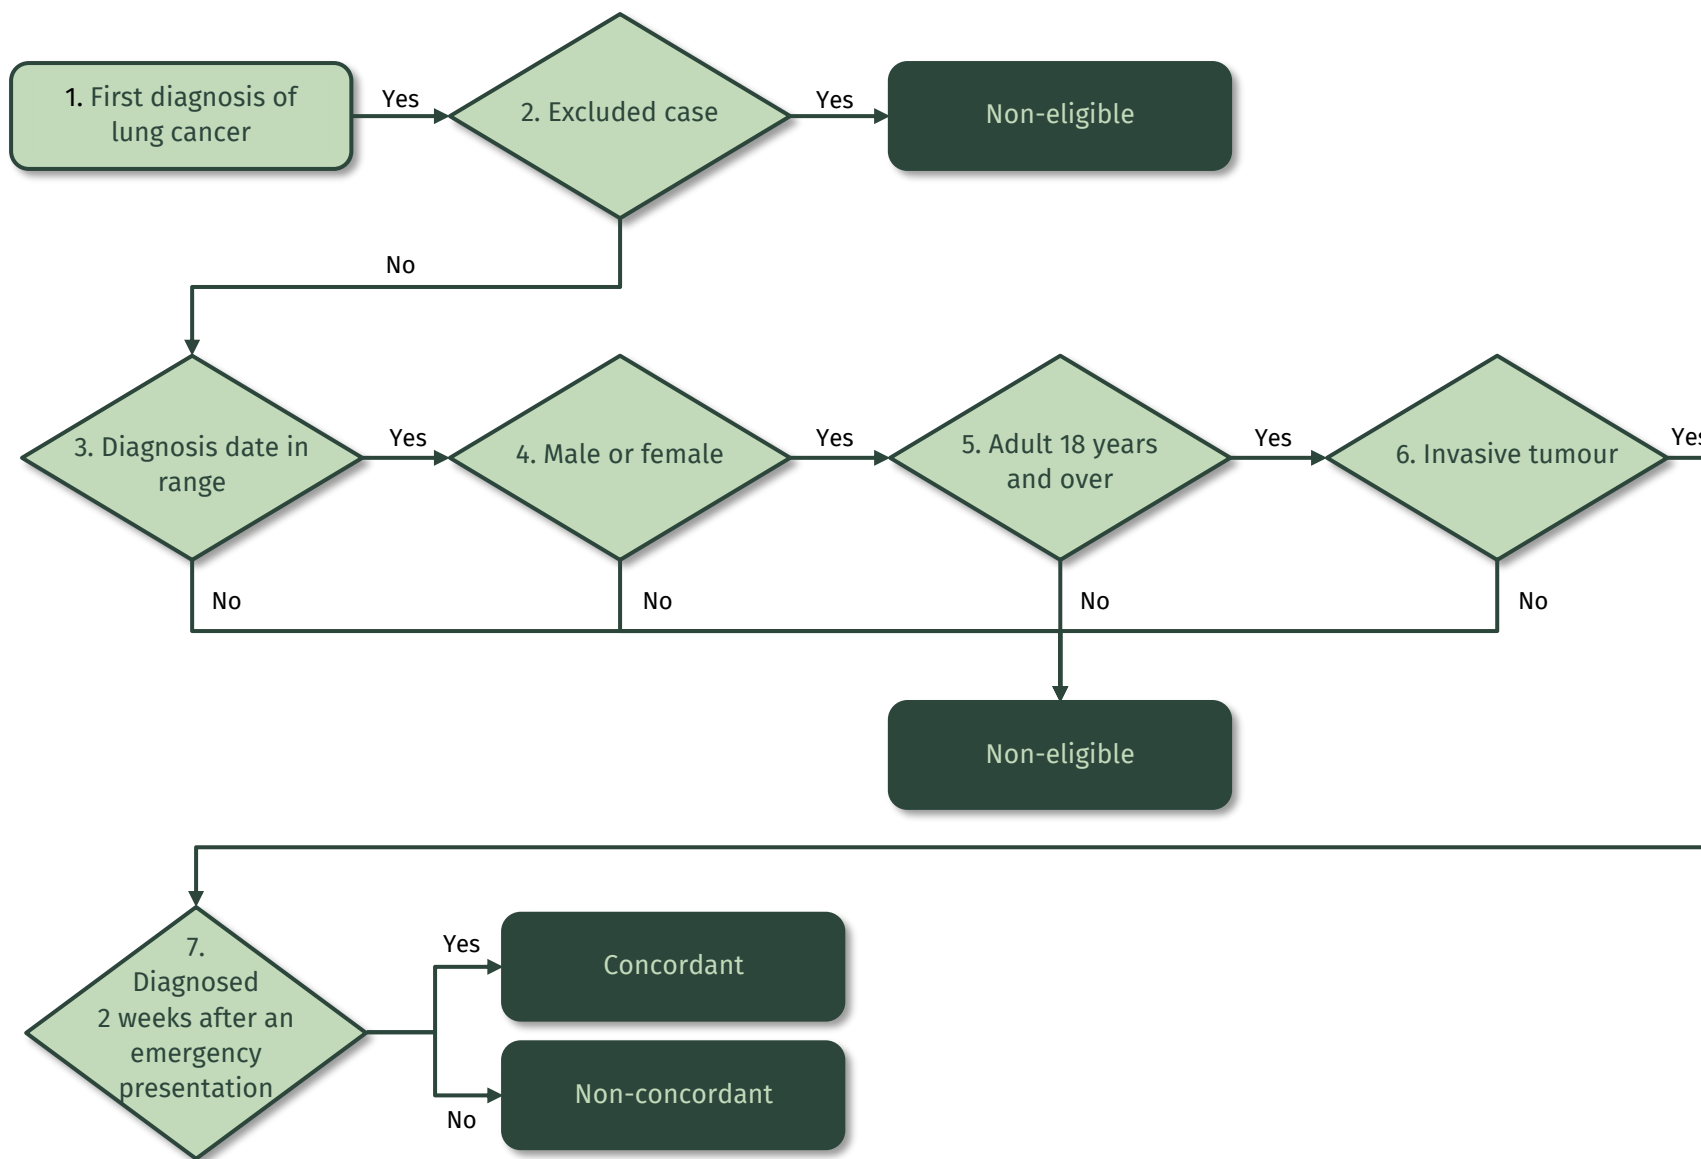 1. First diagnosis of
lung cancer
Yes
2. Excluded case
Yes
Non-eligible
No
3. Diagnosis date in
range
Yes
4. Male or female
Yes
5. Adult 18 years
and over
Yes
6. Invasive tumour
Yes
No
No
No
No
Non-eligible
7.
Diagnosed
2 weeks after an
emergency
presentation
Yes
Concordant
No
Non-concordant